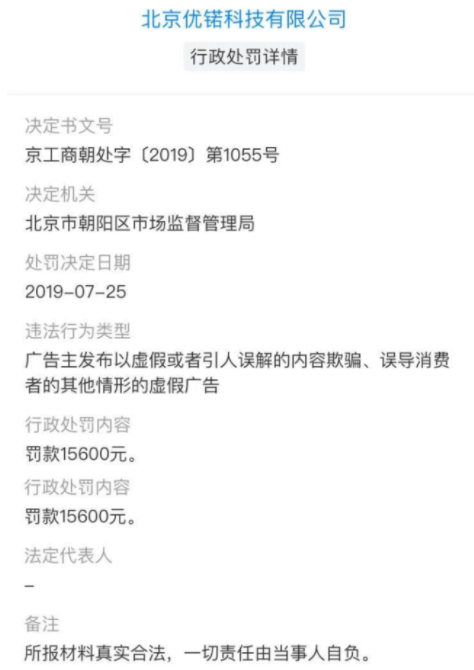 北京优锘科技有限公司
行政处罚详情
决定书文号
京工商朝处字〔2019〕第1055号
决定机关
北京市朝阳区市场监督管理局
处罚决定日期
2019-07-25
违法行为类型
广告主发布以虚假或者引人误解的内容欺骗、误导消费
者的其他情形的虚假广告
行政处罚内容
罚款15600元。
行政处罚内容
罚款15600元。
法定代表人
-
备注
所报材料真实合法，一切责任由当事人自负。